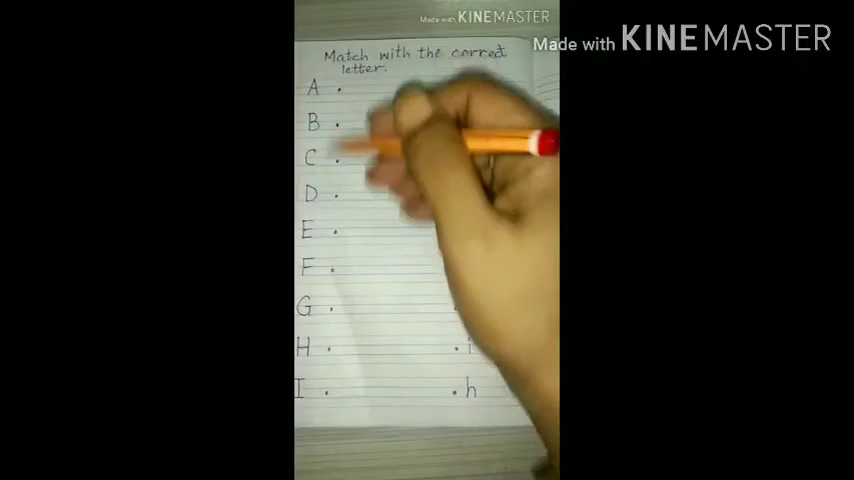 Made with KINEMASTER
Made with KINEMASTER
Match with the correct
letter.
A .
B .
C .
D .
E .
F .
G .
H . . i
I . . h